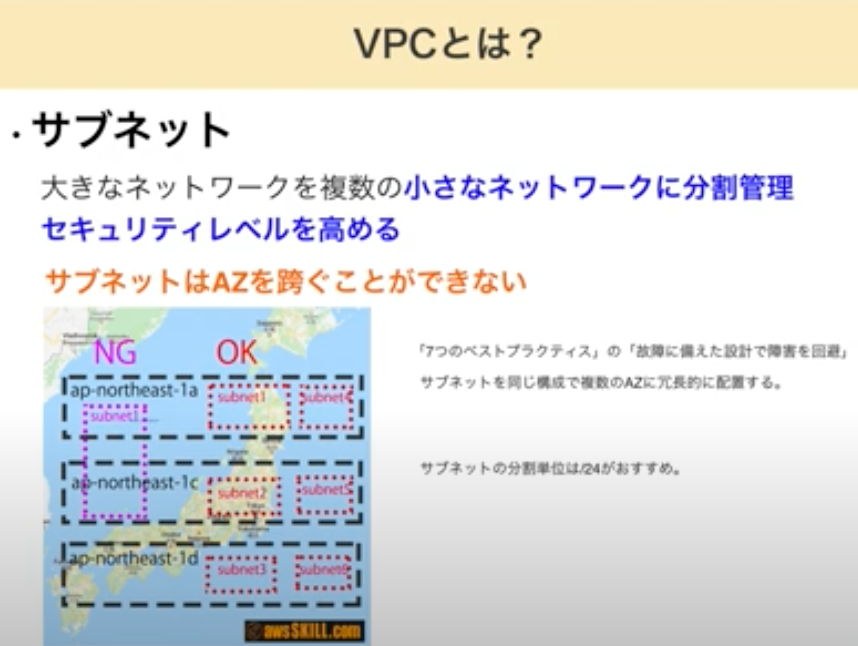 VPCとは？
・サブネット
大きなネットワークを複数の小さなネットワークに分割管理
セキュリティレベルを高める
サブネットはAZを跨ぐことができない
「7つのベストプラクティス」の「故障に備えた設計で障害を回避」
サブネットを同じ構成で複数のAZに冗長的に配置する。
サブネットの分割単位は/24がおすすめ。
NG OK
ap-northeast-1a
subnet1
subnet1
subnet4
ap-northeast-1c
subnet2
subnet5
ap-northeast-1d
subnet3
subnet6
awsSKILL.com